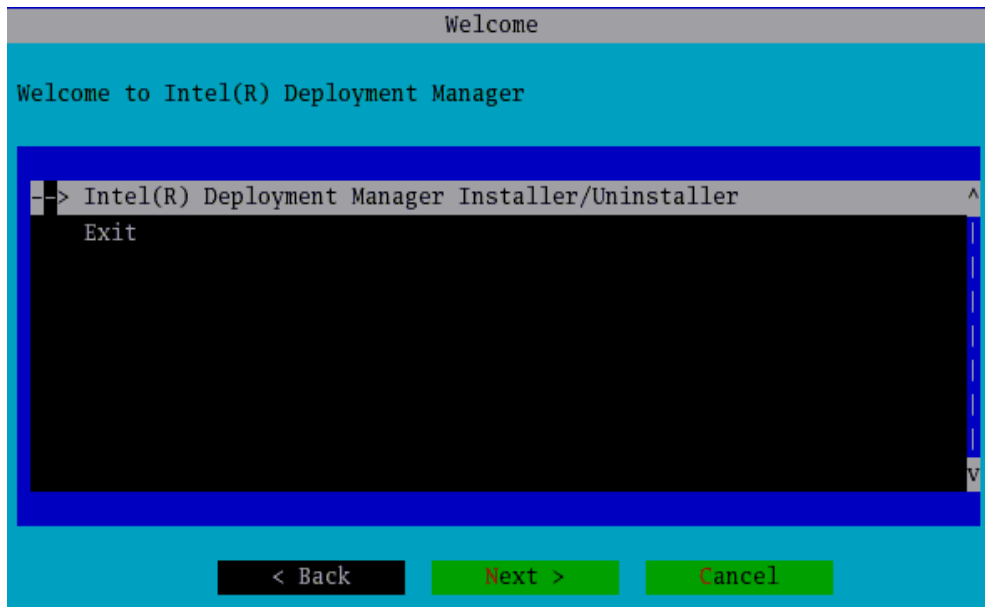 Welcome
Welcome to Intel(R) Deployment Manager
--> Intel(R) Deployment Manager Installer/Uninstaller ^
Exit |
|
|
|
|
|
|
v
< Back Next > Cancel